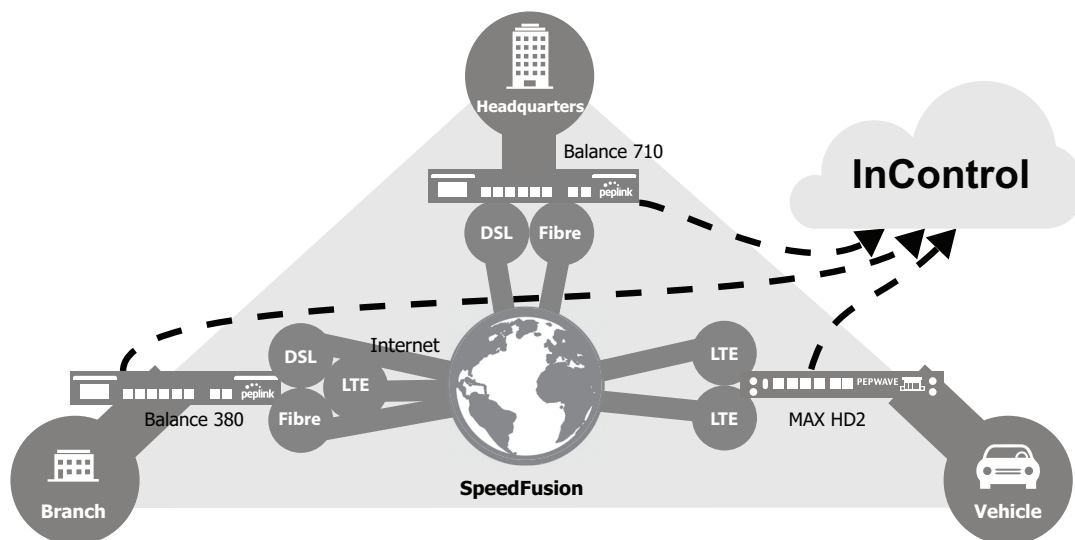 Headquarters
Balance 710
peplink
InControl
DSL
Fibre
Internet
DSL
LTE
Fibre
LTE
LTE
peplink
Balance 380
PEPWAVE
MAX HD2
SpeedFusion
Branch
Vehicle